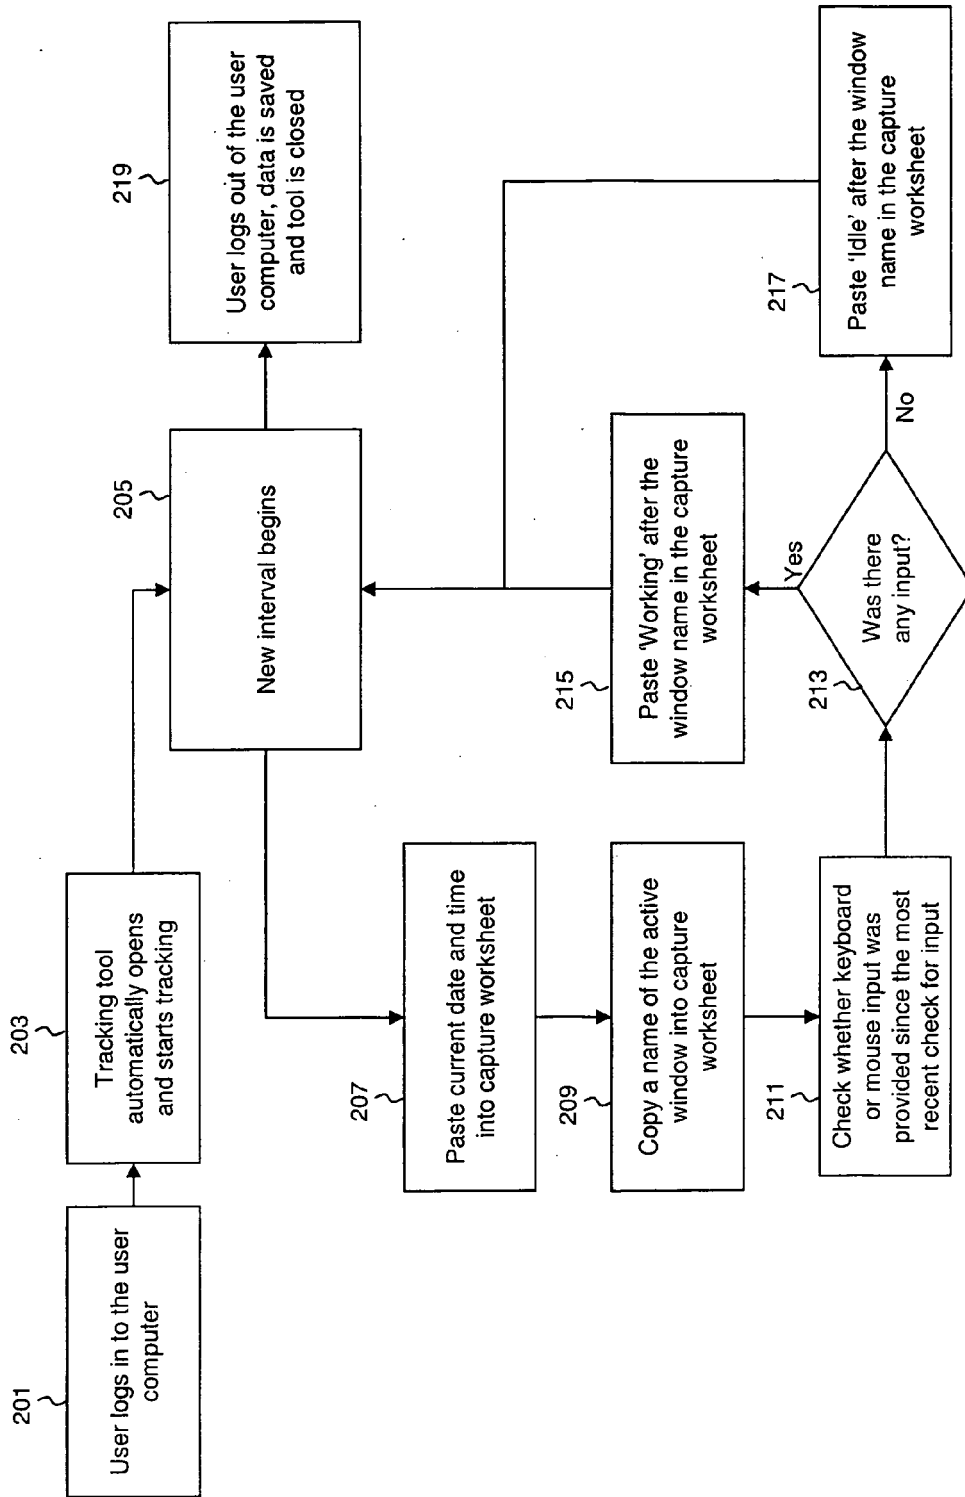 201
User logs in to the user
computer
203
Tracking tool
automatically opens
and starts tracking
205
New interval begins
219
User logs out of the user
computer, data is saved
and tool is closed
207
Paste current date and time
into capture worksheet
209
Copy a name of the active
window into capture
worksheet
211
Check whether keyboard
or mouse input was
provided since the most
recent check for input
213
Was there
any input?
Yes
No
215
Paste ‘Working’ after the
window name in the capture
worksheet
217
Paste ‘Idle’ after the window
name in the capture
worksheet